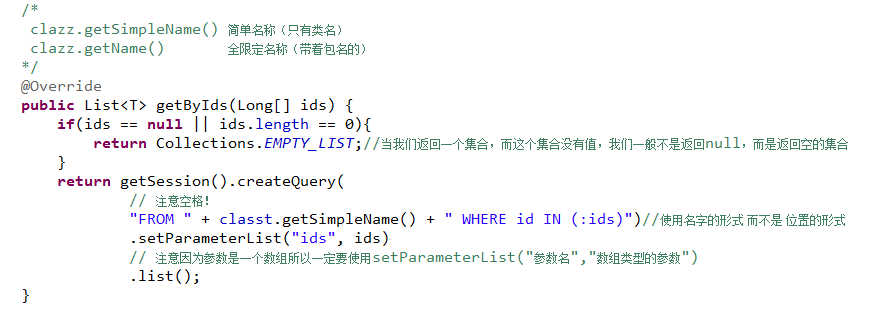 /*
 clazz.getSimpleName() 简单名称（只有类名）
 clazz.getName()       全限定名称（带着包名的）
*/
@Override
public List<T> getByIds(Long[] ids) {
    if(ids == null || ids.length == 0){
        return Collections.EMPTY_LIST;//当我们返回一个集合，而这个集合没有值，我们一般不是返回null，而是返回空的集合
    }
    return getSession().createQuery(
            // 注意空格！
            "FROM " + classt.getSimpleName() + " WHERE id IN (:ids)")//使用名字的形式 而不是 位置的形式
            .setParameterList("ids", ids)
            // 注意因为参数是一个数组所以一定要使用setParameterList("参数名","数组类型的参数")
            .list();
}